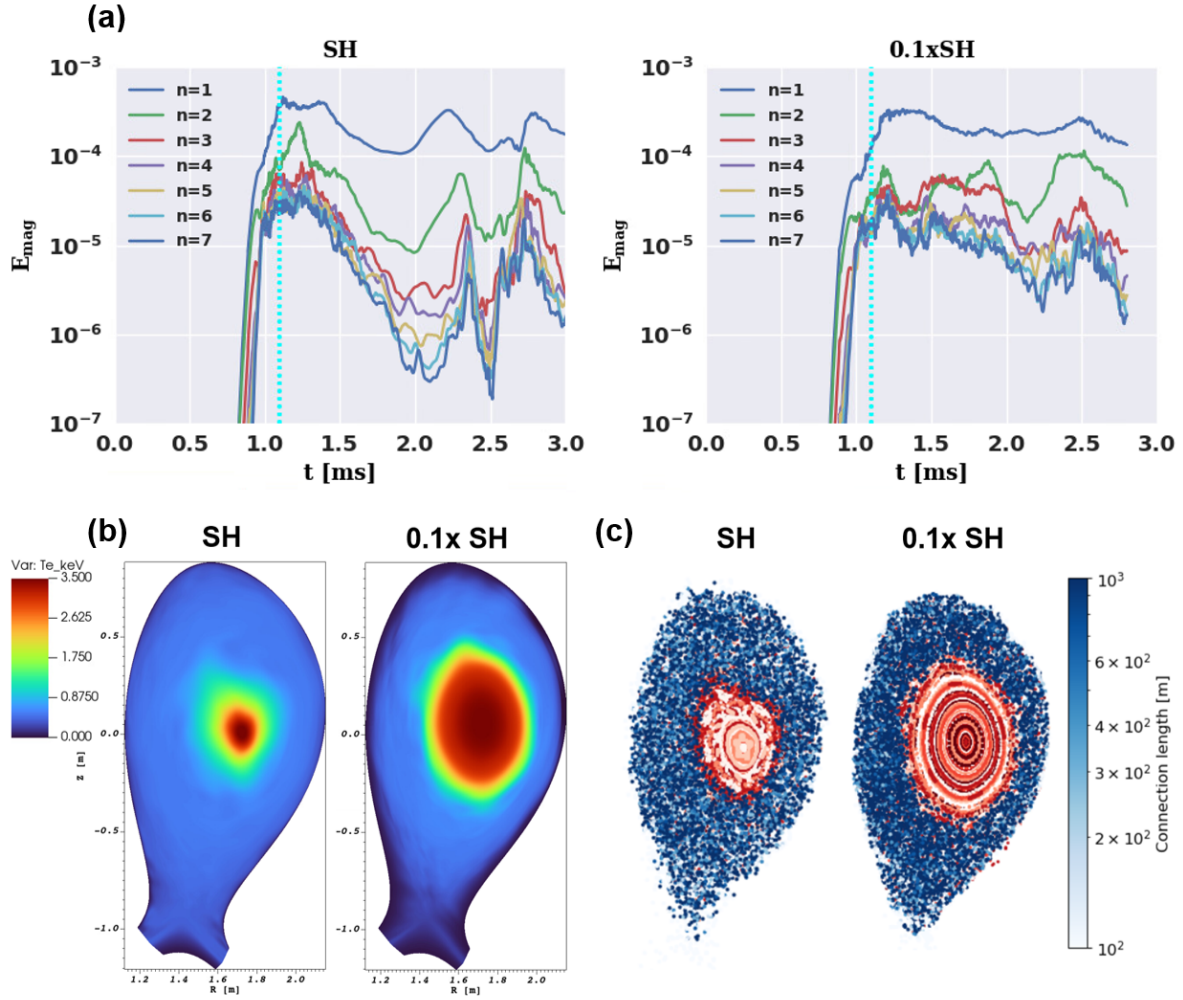 (a)
SH
0.1xSH
10⁻³
10⁻⁴
10⁻⁵
10⁻⁶
10⁻⁷
E_mag
n=1
n=2
n=3
n=4
n=5
n=6
n=7
0.0 0.5 1.0 1.5 2.0 2.5 3.0
t [ms]
10⁻³
10⁻⁴
10⁻⁵
10⁻⁶
10⁻⁷
E_mag
n=1
n=2
n=3
n=4
n=5
n=6
n=7
0.0 0.5 1.0 1.5 2.0 2.5 3.0
t [ms]
(b)
SH
0.1x SH
Var: Te_keV
3.500
2.625
1.750
0.8750
0.000
0.5
0.0
-0.5
-1.0
Z [m]
1.2 1.4 1.6 1.8 2.0
R [m]
0.5
0.0
-0.5
-1.0
1.2 1.4 1.6 1.8 2.0
R [m]
(c)
SH
0.1x SH
10³
6 × 10²
4 × 10²
3 × 10²
2 × 10²
10²
Connection length [m]